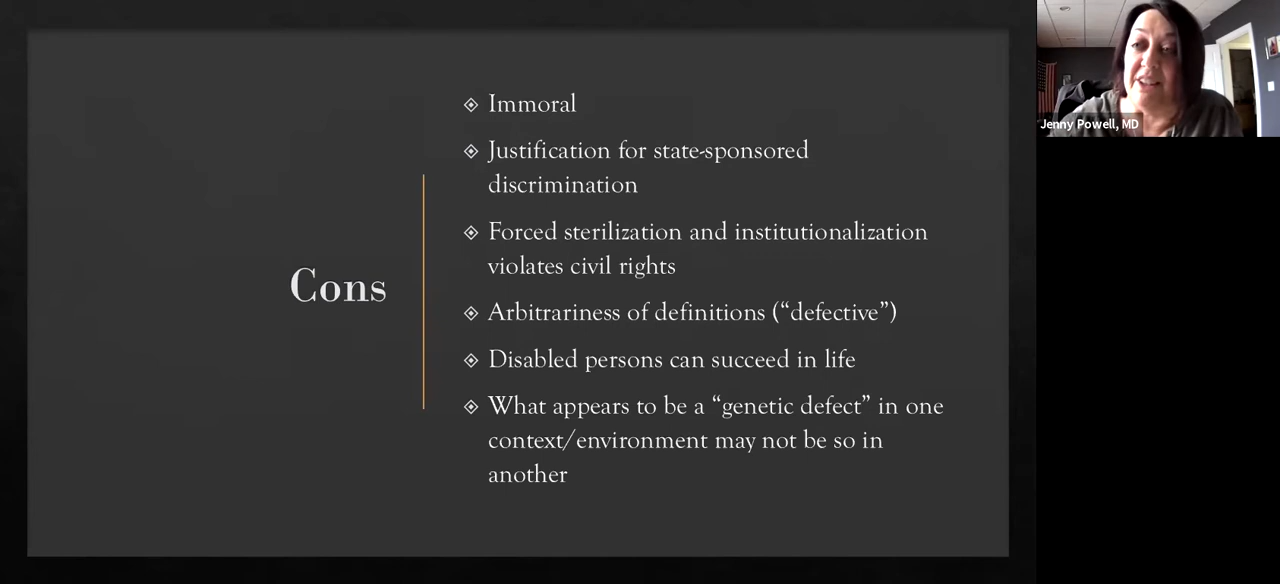 Cons
Immoral
Justification for state-sponsored
discrimination
Forced sterilization and institutionalization
violates civil rights
Arbitrariness of definitions (“defective”)
Disabled persons can succeed in life
What appears to be a “genetic defect” in one
context/environment may not be so in
another
Jenny Powell, MD